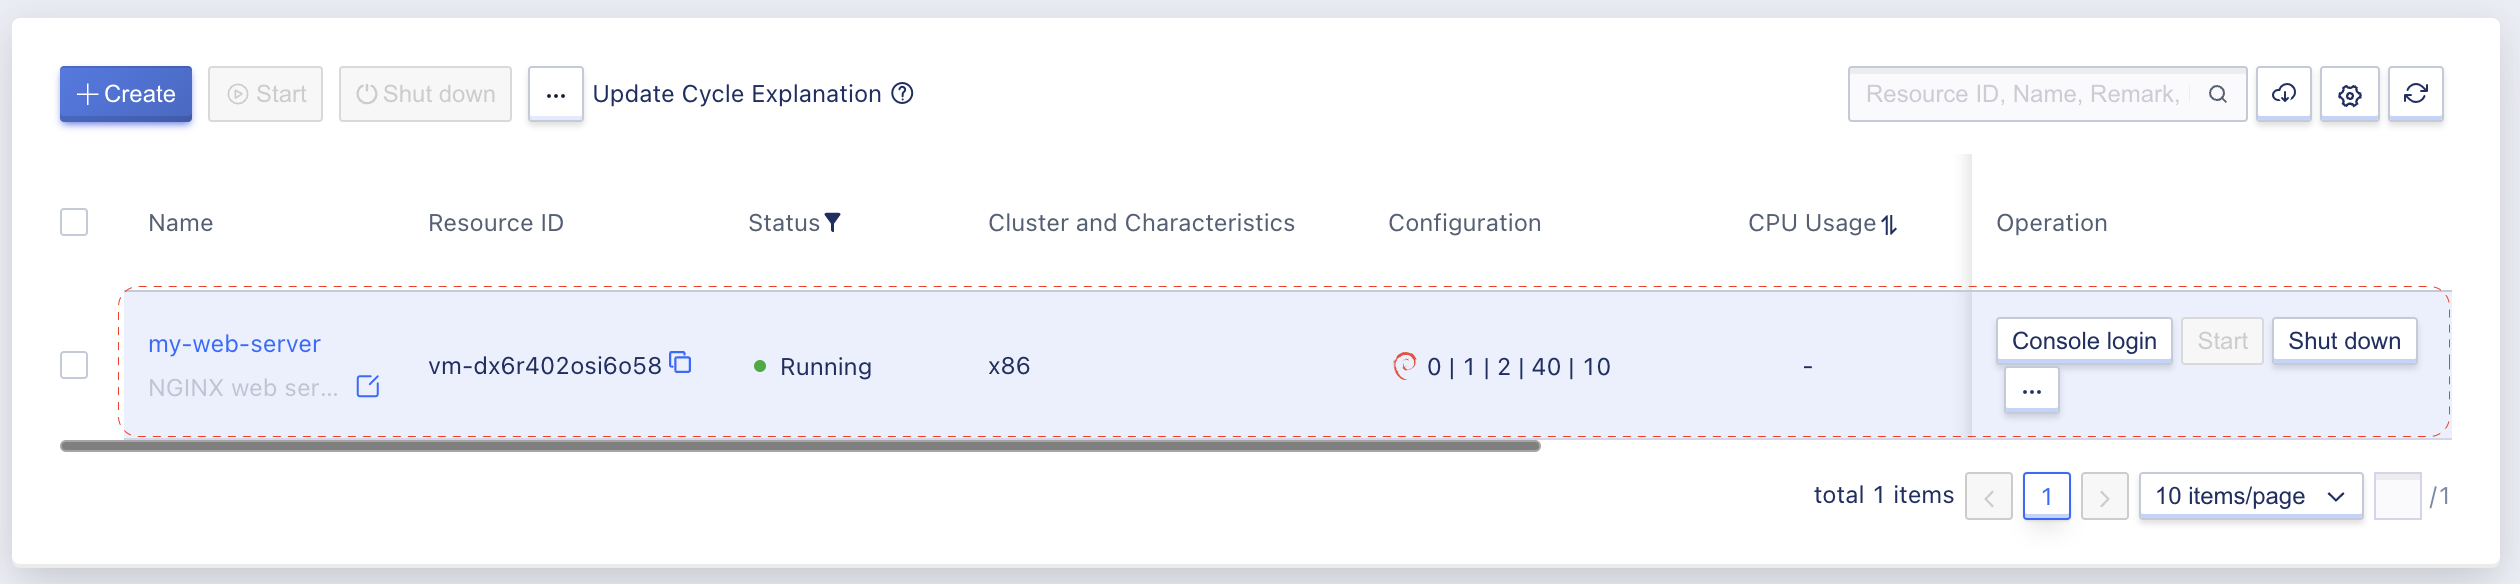 Create Start Shut down ... Update Cycle Explanation ? Resource ID, Name, Remark,
Name Resource ID Status Cluster and Characteristics Configuration CPU Usage Operation
my-web-server
NGINX web ser...
vm-dx6r402osi6o58 Running x86 0 | 1 | 2 | 40 | 10 -
Console login Start Shut down
...
total 1 items 1 10 items/page /1